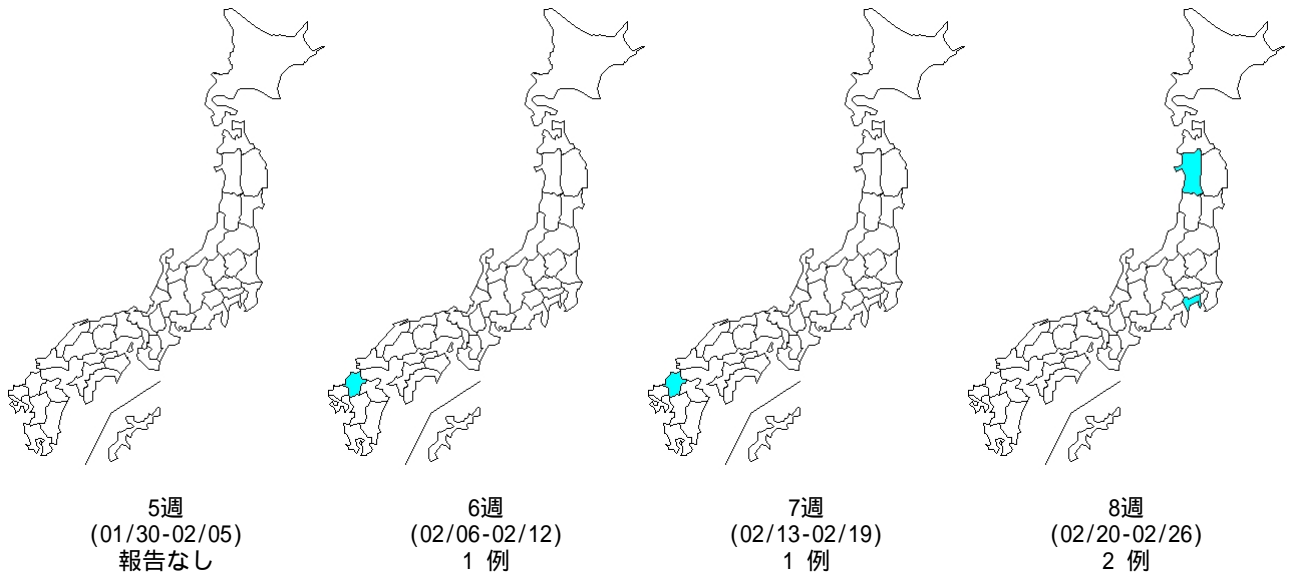 5週
(01/30-02/05)
報告なし
6週
(02/06-02/12)
1 例
7週
(02/13-02/19)
1 例
8週
(02/20-02/26)
2 例